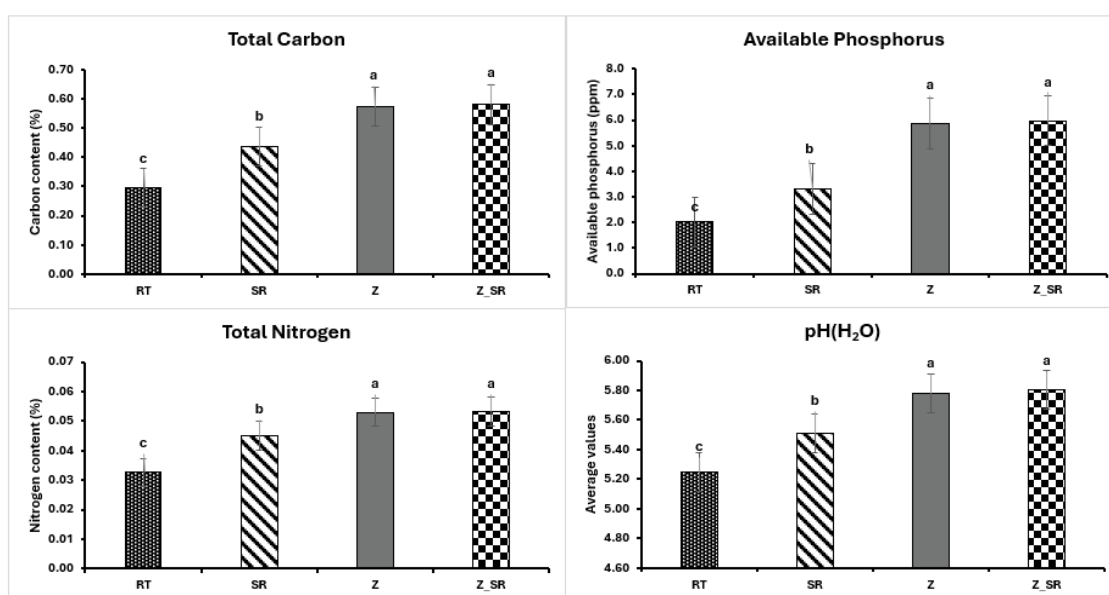 Total Carbon
Carbon content (%)
0.70
0.60
0.50
0.40
0.30
0.20
0.10
0.00
c
b
a
a
RT
SR
Z
Z_SR
Available Phosphorus
Available phosphorus (ppm)
8.0
7.0
6.0
5.0
4.0
3.0
2.0
1.0
0.0
c
b
a
a
RT
SR
Z
Z_SR
Total Nitrogen
Nitrogen content (%)
0.07
0.06
0.05
0.04
0.03
0.02
0.01
0.00
c
b
a
a
RT
SR
Z
Z_SR
pH(H₂O)
Average values
6.00
5.80
5.60
5.40
5.20
5.00
4.80
4.60
c
b
a
a
RT
SR
Z
Z_SR